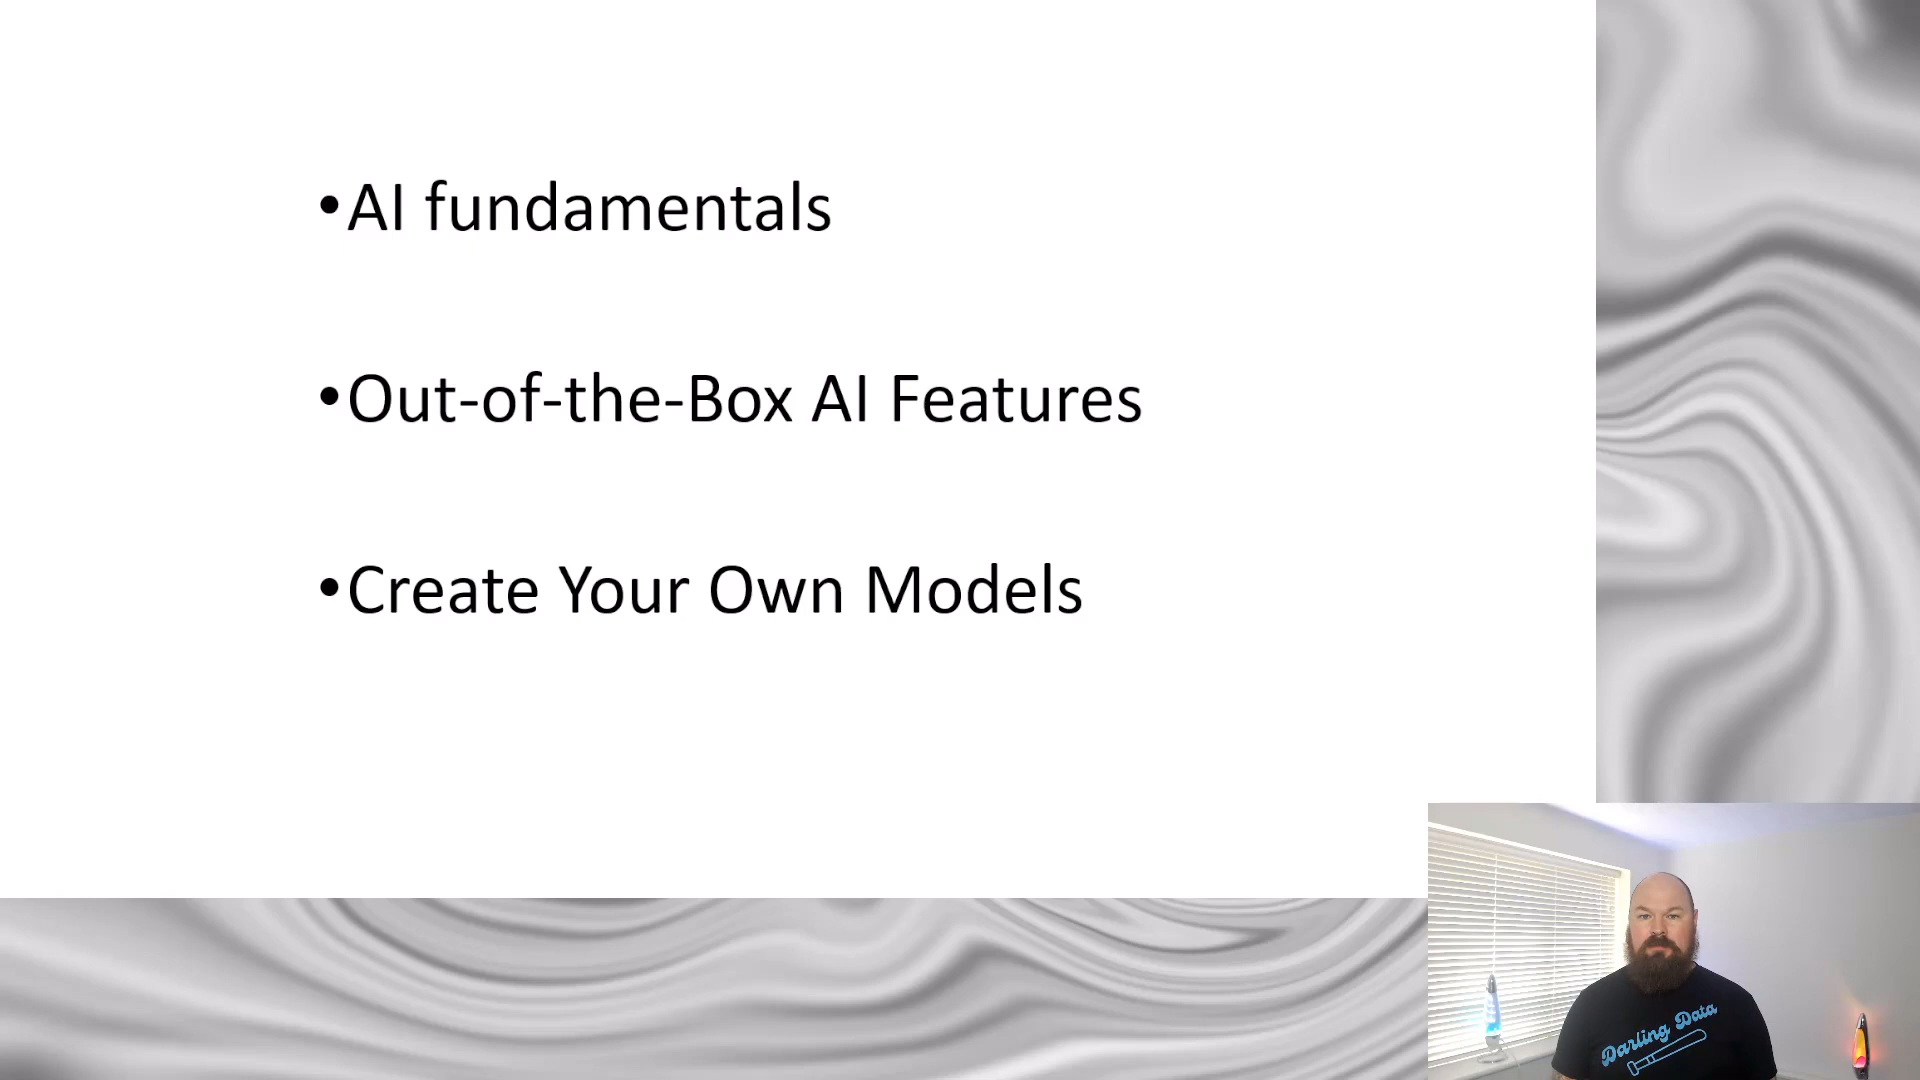 •AI fundamentals
•Out-of-the-Box AI Features
•Create Your Own Models
Darling Data